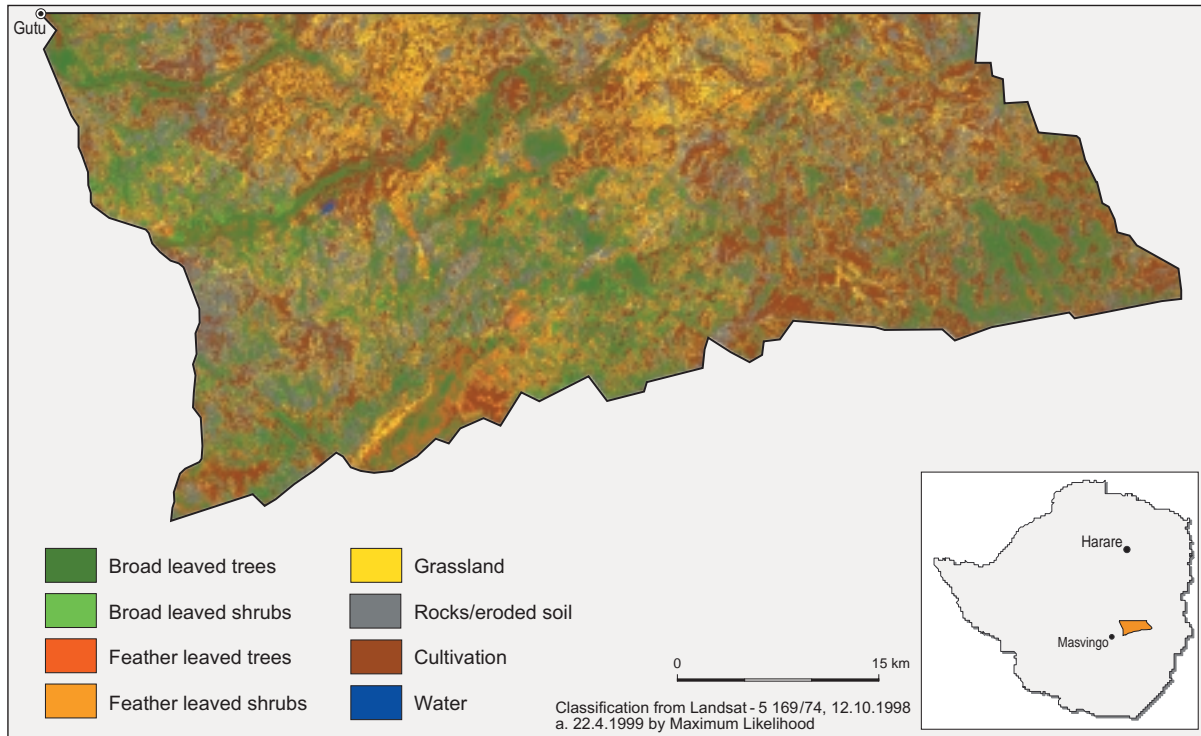 Gutu
Broad leaved trees
Broad leaved shrubs
Feather leaved trees
Feather leaved shrubs
Grassland
Rocks/eroded soil
Cultivation
Water
0 15 km
Classification from Landsat - 5 169/74, 12.10.1998
a. 22.4.1999 by Maximum Likelihood
Harare
Masvingo